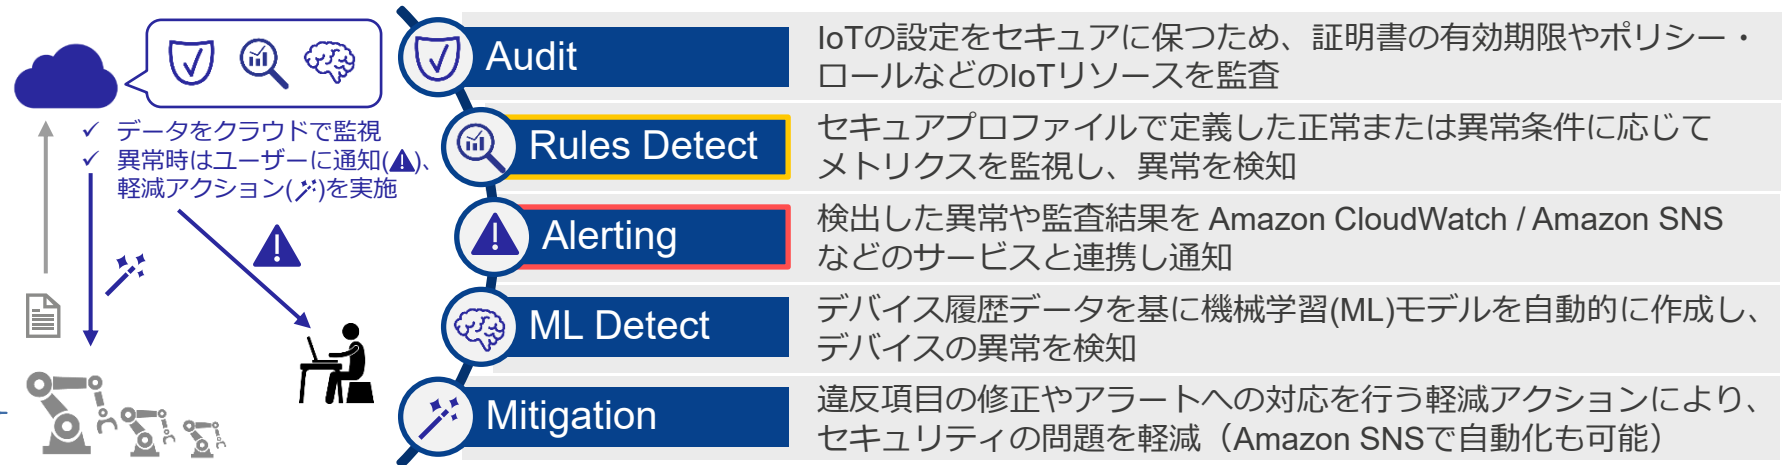 ✓ データをクラウドで監視
✓ 異常時はユーザーに通知(⚠)、
軽減アクション()を実施
Audit
IoTの設定をセキュアに保つため、証明書の有効期限やポリシー・
ロールなどのIoTリソースを監査
Rules Detect
セキュアプロファイルで定義した正常または異常条件に応じて
メトリクスを監視し、異常を検知
Alerting
検出した異常や監査結果を Amazon CloudWatch / Amazon SNS
などのサービスと連携し通知
ML Detect
デバイス履歴データを基に機械学習(ML)モデルを自動的に作成し、
デバイスの異常を検知
Mitigation
違反項目の修正やアラートへの対応を行う軽減アクションにより、
セキュリティの問題を軽減（Amazon SNSで自動化も可能）